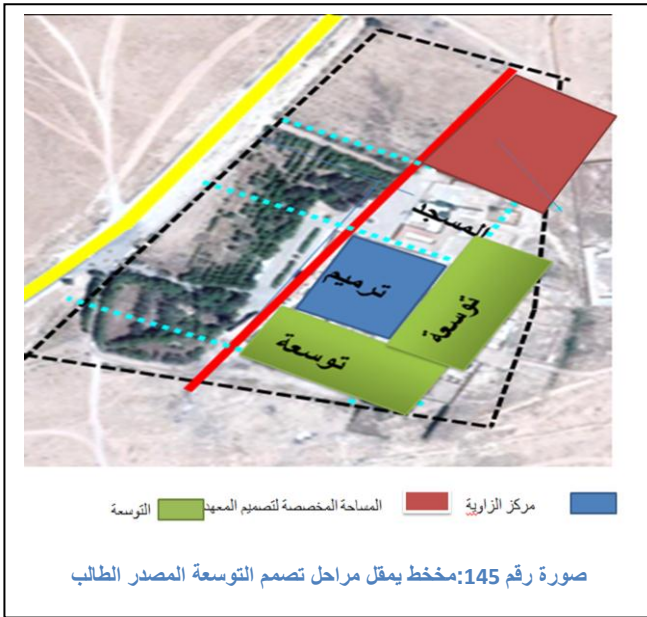 المسجد
ترميم
توسعة
توسعة
مركز الزاوية المساحة المخصصة لتصميم المعهد التوسعة
صورة رقم 145:مخخط يمقل مراحل تصمم التوسعة المصدر الطالب